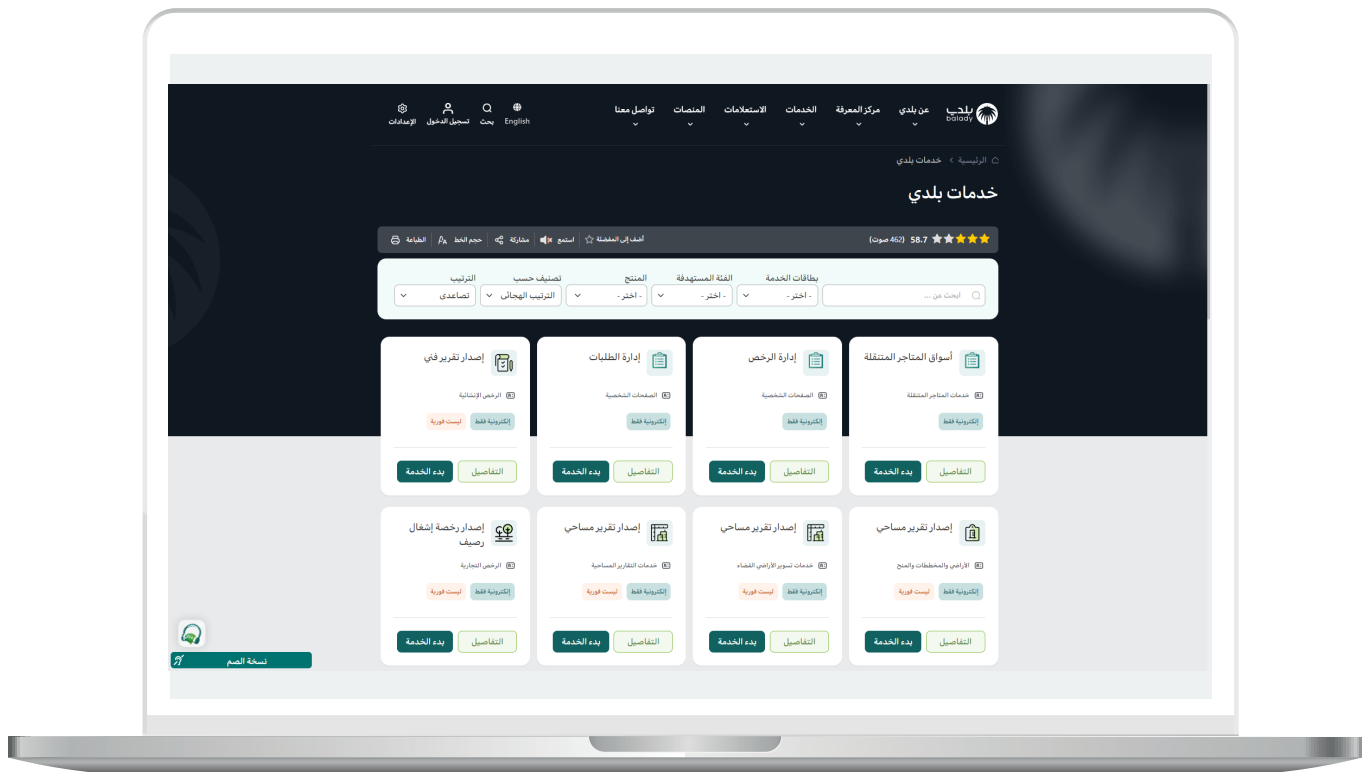 بلدي
balady
عن بلدي
مركز المعرفة
الخدمات
الاستعلامات
المنصات
تواصل معنا
English
بحث
تسجيل الدخول
الإعدادات
الرئيسية
خدمات بلدي
خدمات بلدي
58.7 (462 صوت)
أضف إلى المفضلة
استمع
مشاركة
حجم الخط
الطباعة
بطاقات الخدمة
الفئة المستهدفة
المنتج
تصنيف حسب
الترتيب
ابحث عن ...
- اختر -
- اختر -
- اختر -
الترتيب الهجائي
تصاعدي
أسواق المتاجر المتنقلة
خدمات المتاجر المتنقلة
إلكترونية فقط
التفاصيل
بدء الخدمة
إدارة الرخص
الصفحات الشخصية
إلكترونية فقط
التفاصيل
بدء الخدمة
إدارة الطلبات
الصفحات الشخصية
إلكترونية فقط
التفاصيل
بدء الخدمة
إصدار تقرير فني
الرخص الإنشائية
إلكترونية فقط
ليست فورية
التفاصيل
بدء الخدمة
إصدار تقرير مساحي
الأراضي والمخططات والمنح
إلكترونية فقط
ليست فورية
التفاصيل
بدء الخدمة
إصدار تقرير مساحي
خدمات تسوير الأراضي الفضاء
إلكترونية فقط
ليست فورية
التفاصيل
بدء الخدمة
إصدار تقرير مساحي
خدمات التقارير المساحية
إلكترونية فقط
ليست فورية
التفاصيل
بدء الخدمة
إصدار رخصة إشغال
رصيف
الرخص التجارية
إلكترونية فقط
ليست فورية
التفاصيل
بدء الخدمة
نسخة الصم